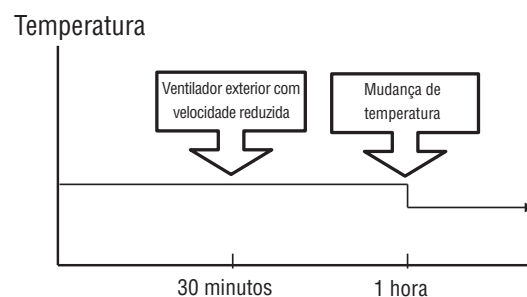 Temperatura
Ventilador exterior com
velocidade reduzida
Mudança de
temperatura
30 minutos
1 hora